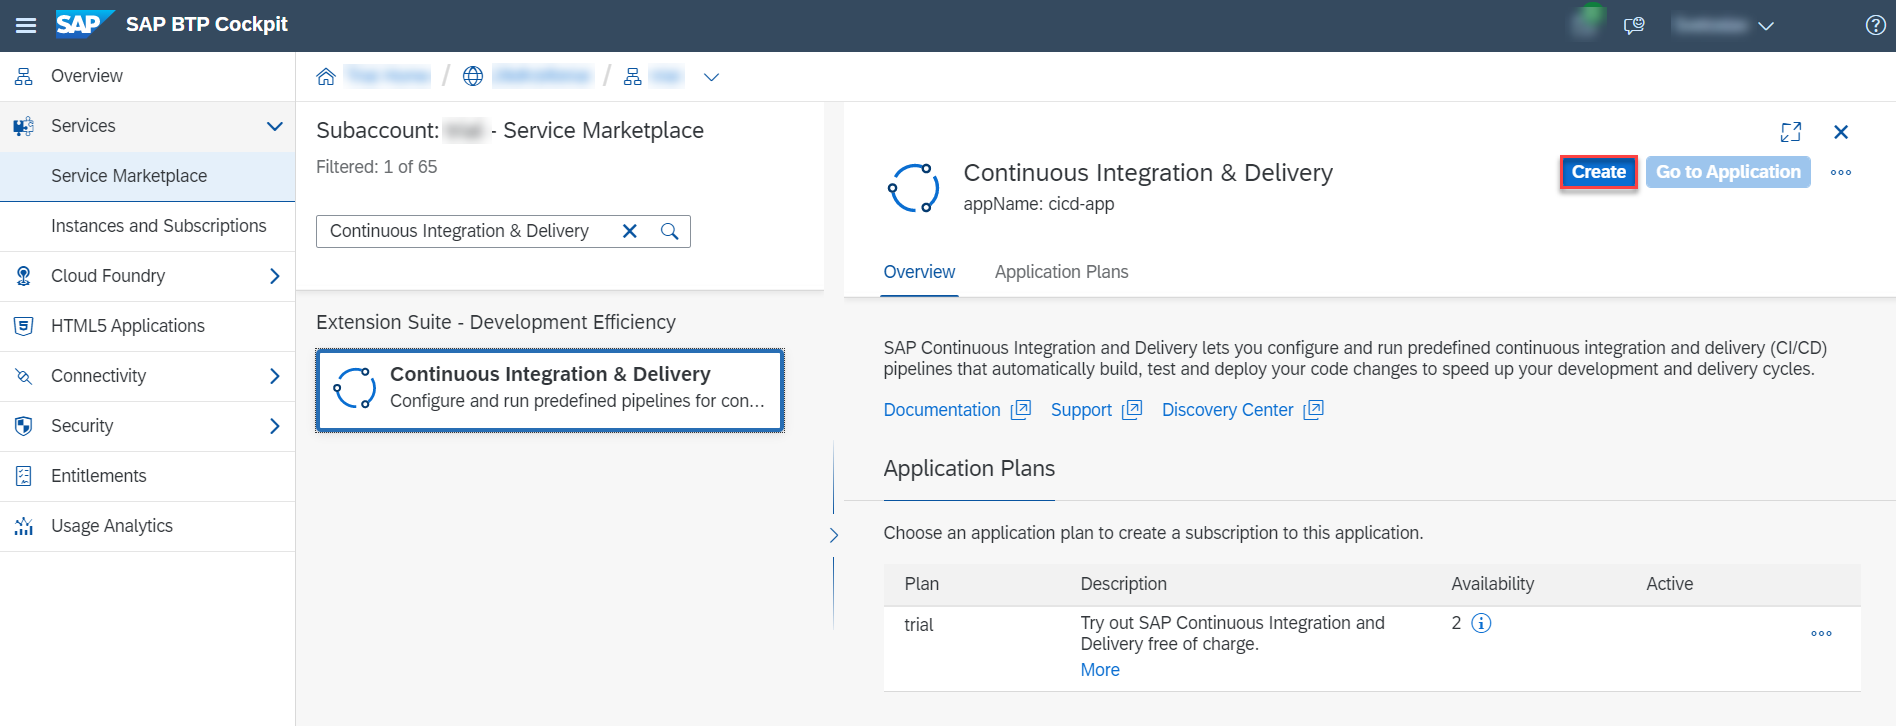 SAP SAP BTP Cockpit
Overview
Services
Service Marketplace
Instances and Subscriptions
Cloud Foundry
HTML5 Applications
Connectivity
Security
Entitlements
Usage Analytics
/ /
Subaccount: - Service Marketplace
Filtered: 1 of 65
Continuous Integration & Delivery
Extension Suite - Development Efficiency
Continuous Integration & Delivery
Configure and run predefined pipelines for con...
Continuous Integration & Delivery
appName: cicd-app
Create
Go to Application
Overview
Application Plans
SAP Continuous Integration and Delivery lets you configure and run predefined continuous integration and delivery (CI/CD)
pipelines that automatically build, test and deploy your code changes to speed up your development and delivery cycles.
Documentation Support Discovery Center
Application Plans
Choose an application plan to create a subscription to this application.
Plan Description Availability Active
trial Try out SAP Continuous Integration and 2
Delivery free of charge.
More